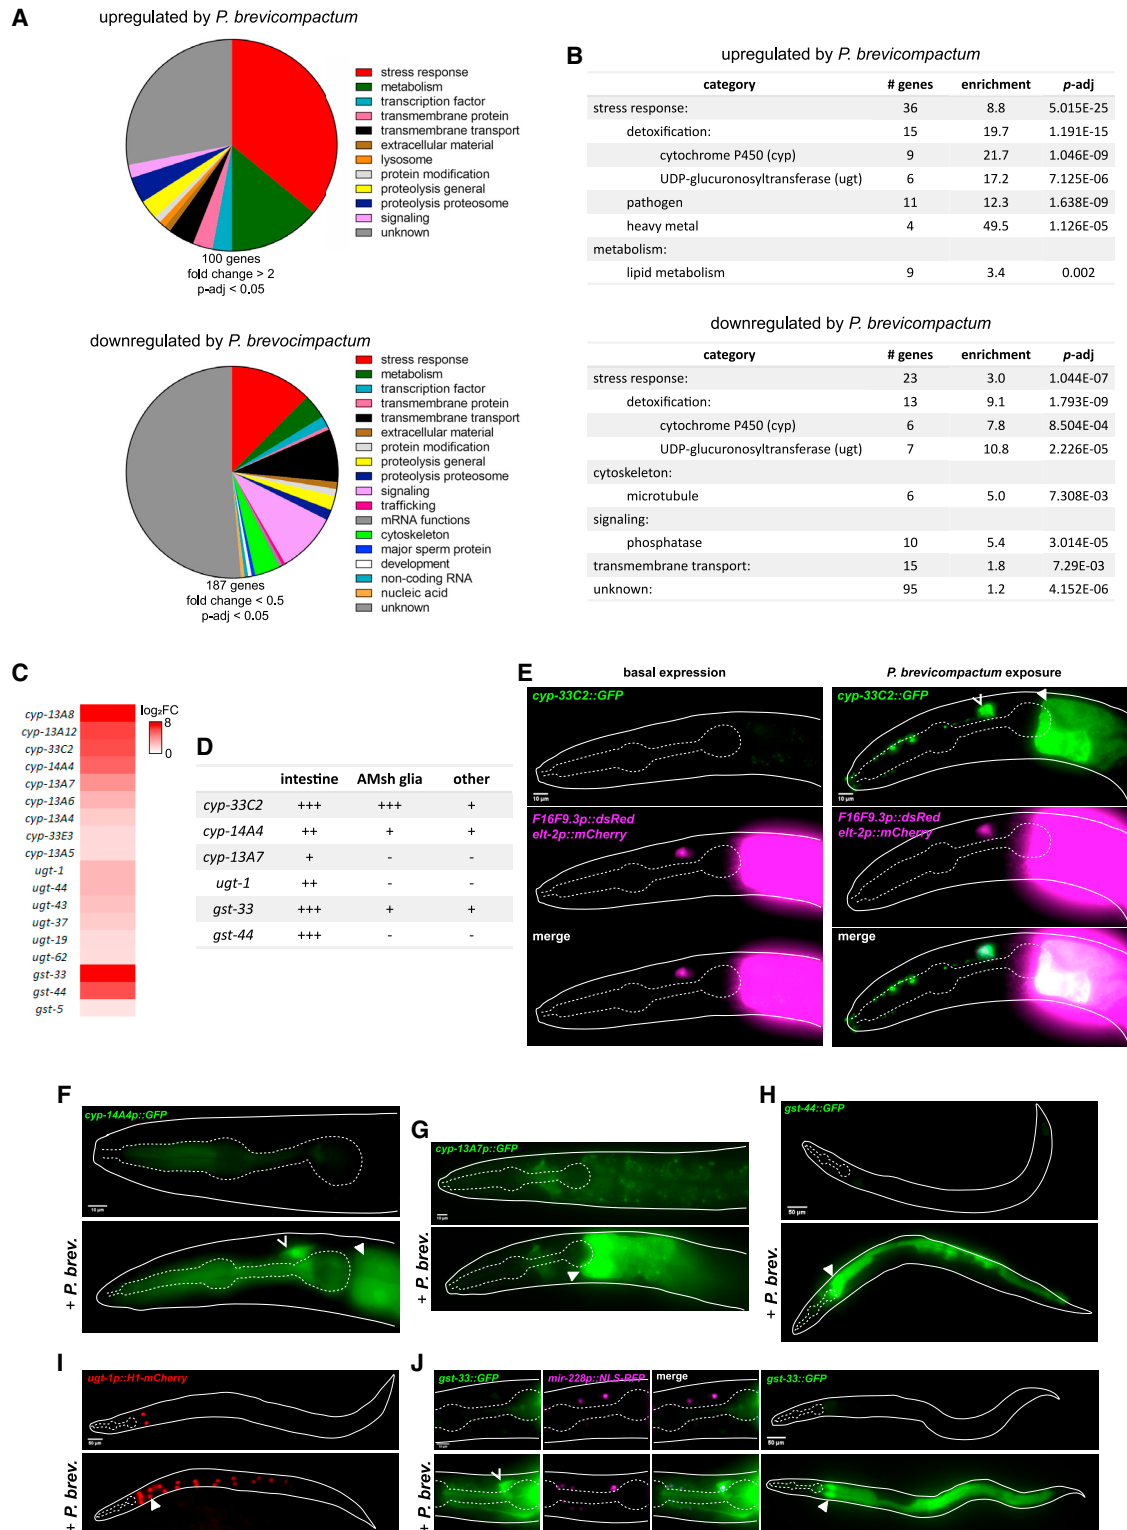 A
upregulated by P. brevicompactum
stress response
metabolism
transcription factor
transmembrane protein
transmembrane transport
extracellular material
lysosome
protein modification
proteolysis general
proteolysis proteosome
signaling
unknown
100 genes
fold change > 2
p-adj < 0.05
downregulated by P. brevocimpactum
stress response
metabolism
transcription factor
transmembrane protein
transmembrane transport
extracellular material
protein modification
proteolysis general
proteolysis proteosome
signaling
trafficking
mRNA functions
cytoskeleton
major sperm protein
development
non-coding RNA
nucleic acid
unknown
187 genes
fold change < 0.5
p-adj < 0.05
B
upregulated by P. brevicompactum
category # genes enrichment p-adj
stress response: 36 8.8 5.015E-25
detoxification: 15 19.7 1.191E-15
cytochrome P450 (cyp) 9 21.7 1.046E-09
UDP-glucuronosyltransferase (ugt) 6 17.2 7.125E-06
pathogen 11 12.3 1.638E-09
heavy metal 4 49.5 1.126E-05
metabolism:
lipid metabolism 9 3.4 0.002
downregulated by P. brevicompactum
category # genes enrichment p-adj
stress response: 23 3.0 1.044E-07
detoxification: 13 9.1 1.793E-09
cytochrome P450 (cyp) 6 7.8 8.504E-04
UDP-glucuronosyltransferase (ugt) 7 10.8 2.226E-05
cytoskeleton:
microtubule 6 5.0 7.308E-03
signaling:
phosphatase 10 5.4 3.014E-05
transmembrane transport: 15 1.8 7.29E-03
unknown: 95 1.2 4.152E-06
C
log₂FC
8
0
cyp-13A8
cyp-13A12
cyp-33C2
cyp-14A4
cyp-13A7
cyp-13A6
cyp-13A4
cyp-33E3
cyp-13A5
ugt-1
ugt-44
ugt-43
ugt-37
ugt-19
ugt-62
gst-33
gst-44
gst-5
D
intestine AMsh glia other
cyp-33C2 +++ +++ +
cyp-14A4 ++ + +
cyp-13A7 + - -
ugt-1 ++ - -
gst-33 +++ + +
gst-44 +++ - -
E
basal expression
P. brevicompactum exposure
cyp-33C2::GFP
10 µm
cyp-33C2::GFP
10 µm
F16F9.3p::dsRed
elt-2p::mCherry
F16F9.3p::dsRed
elt-2p::mCherry
merge
merge
F
cyp-14A4p::GFP
10 µm
+ P. brev.
G
cyp-13A7p::GFP
10 µm
+ P. brev.
H
gst-44::GFP
50 µm
+ P. brev.
I
ugt-1p::H1-mCherry
50 µm
+ P. brev.
J
gst-33::GFP
10 µm
mir-228p::NLS-RFP
merge
gst-33::GFP
50 µm
+ P. brev.